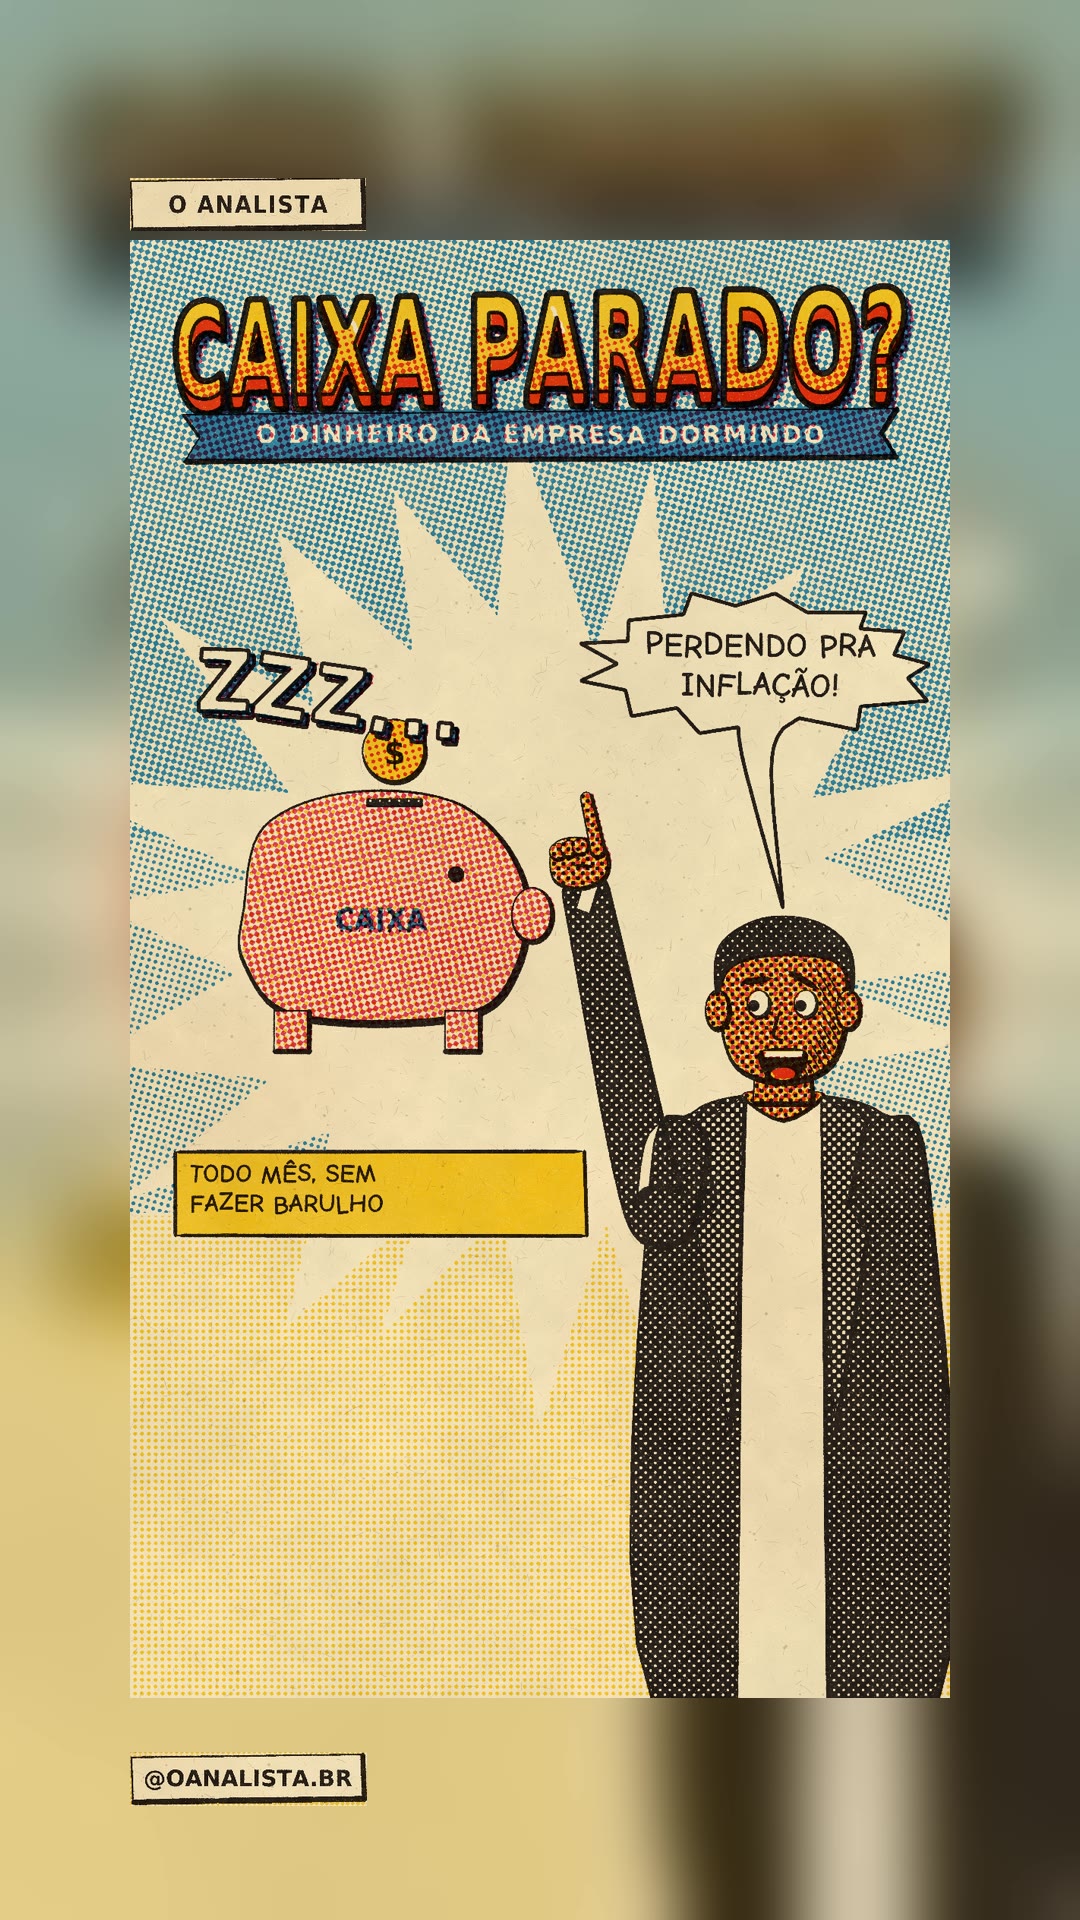 O ANALISTA
CAIXA PARADO?
O DINHEIRO DA EMPRESA DORMINDO
PERDENDO PRA
INFLAÇÃO!
ZZZ...
$
CAIXA
TODO MÊS, SEM
FAZER BARULHO
@OANALISTA.BR